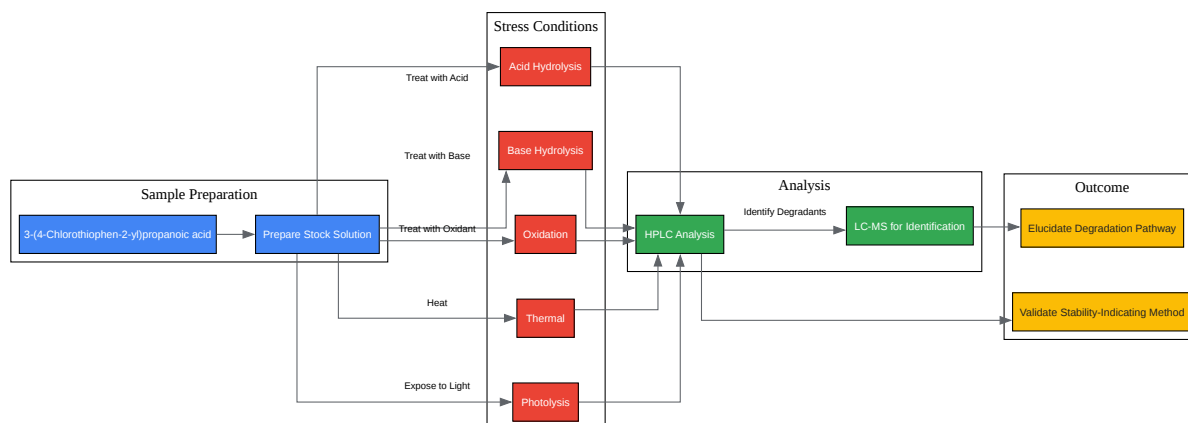 Stress Conditions
Acid Hydrolysis
Treat with Acid
Base Hydrolysis
Treat with Base
Sample Preparation
Analysis
Outcome
3-(4-Chlorothiophen-2-yl)propanoic acid
Prepare Stock Solution
Treat with Oxidant
Oxidation
HPLC Analysis
Identify Degradants
LC-MS for Identification
Elucidate Degradation Pathway
Heat
Thermal
Validate Stability-Indicating Method
Expose to Light
Photolysis